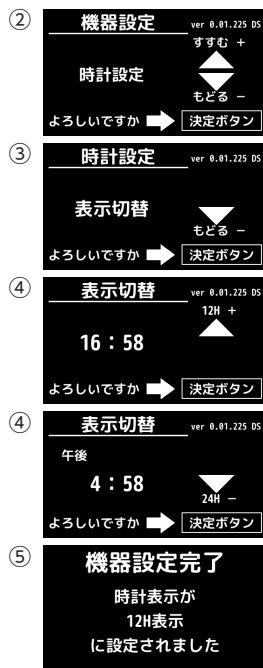 ② 機器設定 ver 0.01.225 DS
すすむ ＋
時計設定
もどる －
よろしいですか 決定ボタン
③ 時計設定 ver 0.01.225 DS
表示切替
もどる －
よろしいですか 決定ボタン
④ 表示切替 ver 0.01.225 DS
12H ＋
16：58
よろしいですか 決定ボタン
④ 表示切替 ver 0.01.225 DS
午後
4：58
24H －
よろしいですか 決定ボタン
⑤ 機器設定完了
時計表示が
12H表示
に設定されました